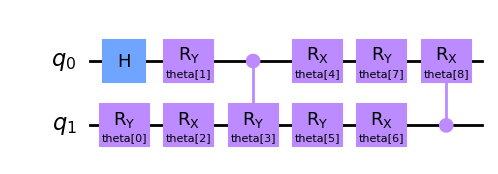 q0 H RY theta[1] RX theta[4] RY theta[7] RX theta[8]
q1 RY theta[0] RX theta[2] RY theta[3] RY theta[5] RX theta[6]